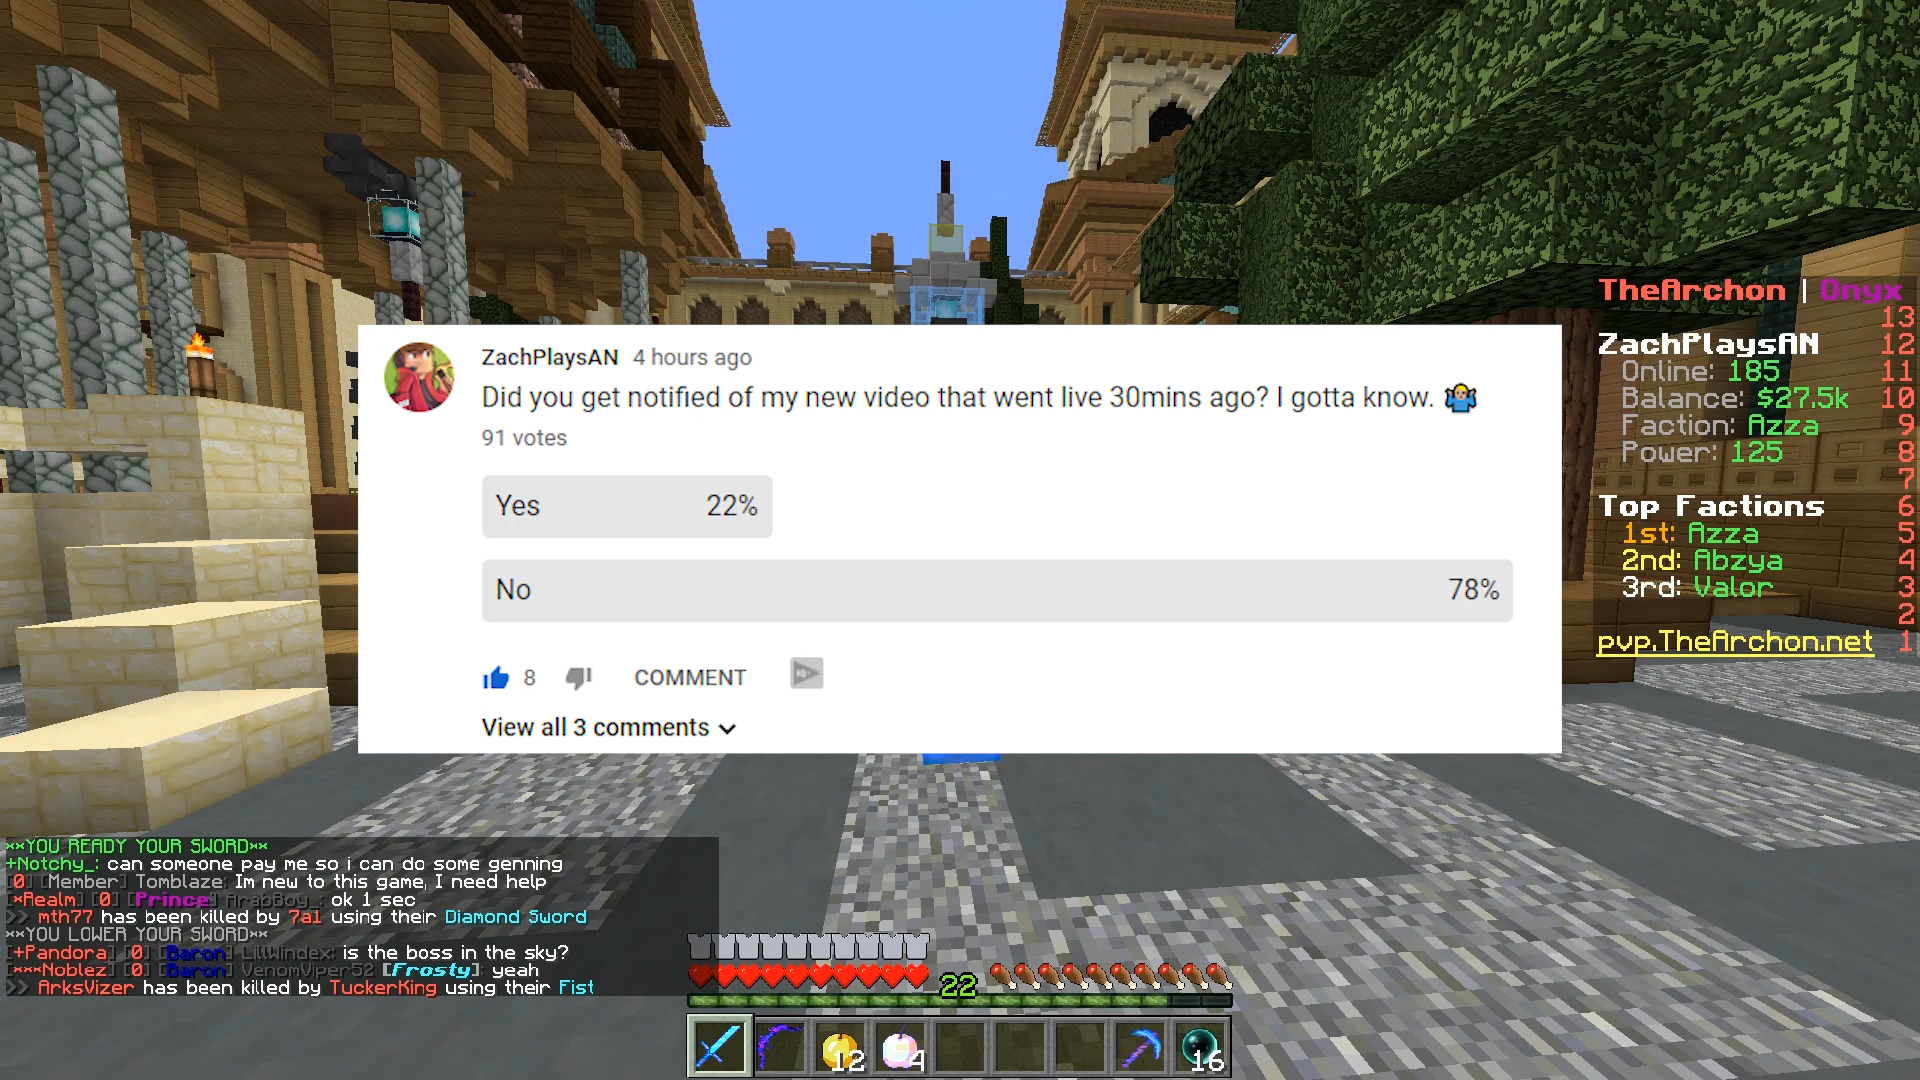 ZachPlaysAN 4 hours ago
Did you get notified of my new video that went live 30mins ago? I gotta know.
91 votes
Yes 22%
No 78%
8 COMMENT
View all 3 comments
TheArchon | Onyx
13
ZachPlaysAN 12
Online: 185 11
Balance: $27.5k 10
Faction: Azza 9
Power: 125 8
7
Top Factions 6
1st: Azza 5
2nd: Abzya 4
3rd: Valor 3
2
pvp.TheArchon.net 1
**YOU READY YOUR SWORD**
+Notchy_: can someone pay me so i can do some genning
[0] [Member] Tomblaze: Im new to this game, I need help
[*Realm] [0] [Prince] ArabBoy_: ok 1 sec
>> mth77 has been killed by 7a1 using their Diamond Sword
**YOU LOWER YOUR SWORD**
[+Pandora] [0] [Baron] LillWindex: is the boss in the sky?
[***Noblez] [0] [Baron] VenomViper52 [Frosty]: yeah
>> ArksVizer has been killed by TuckerKing using their Fist
22
12 4 16